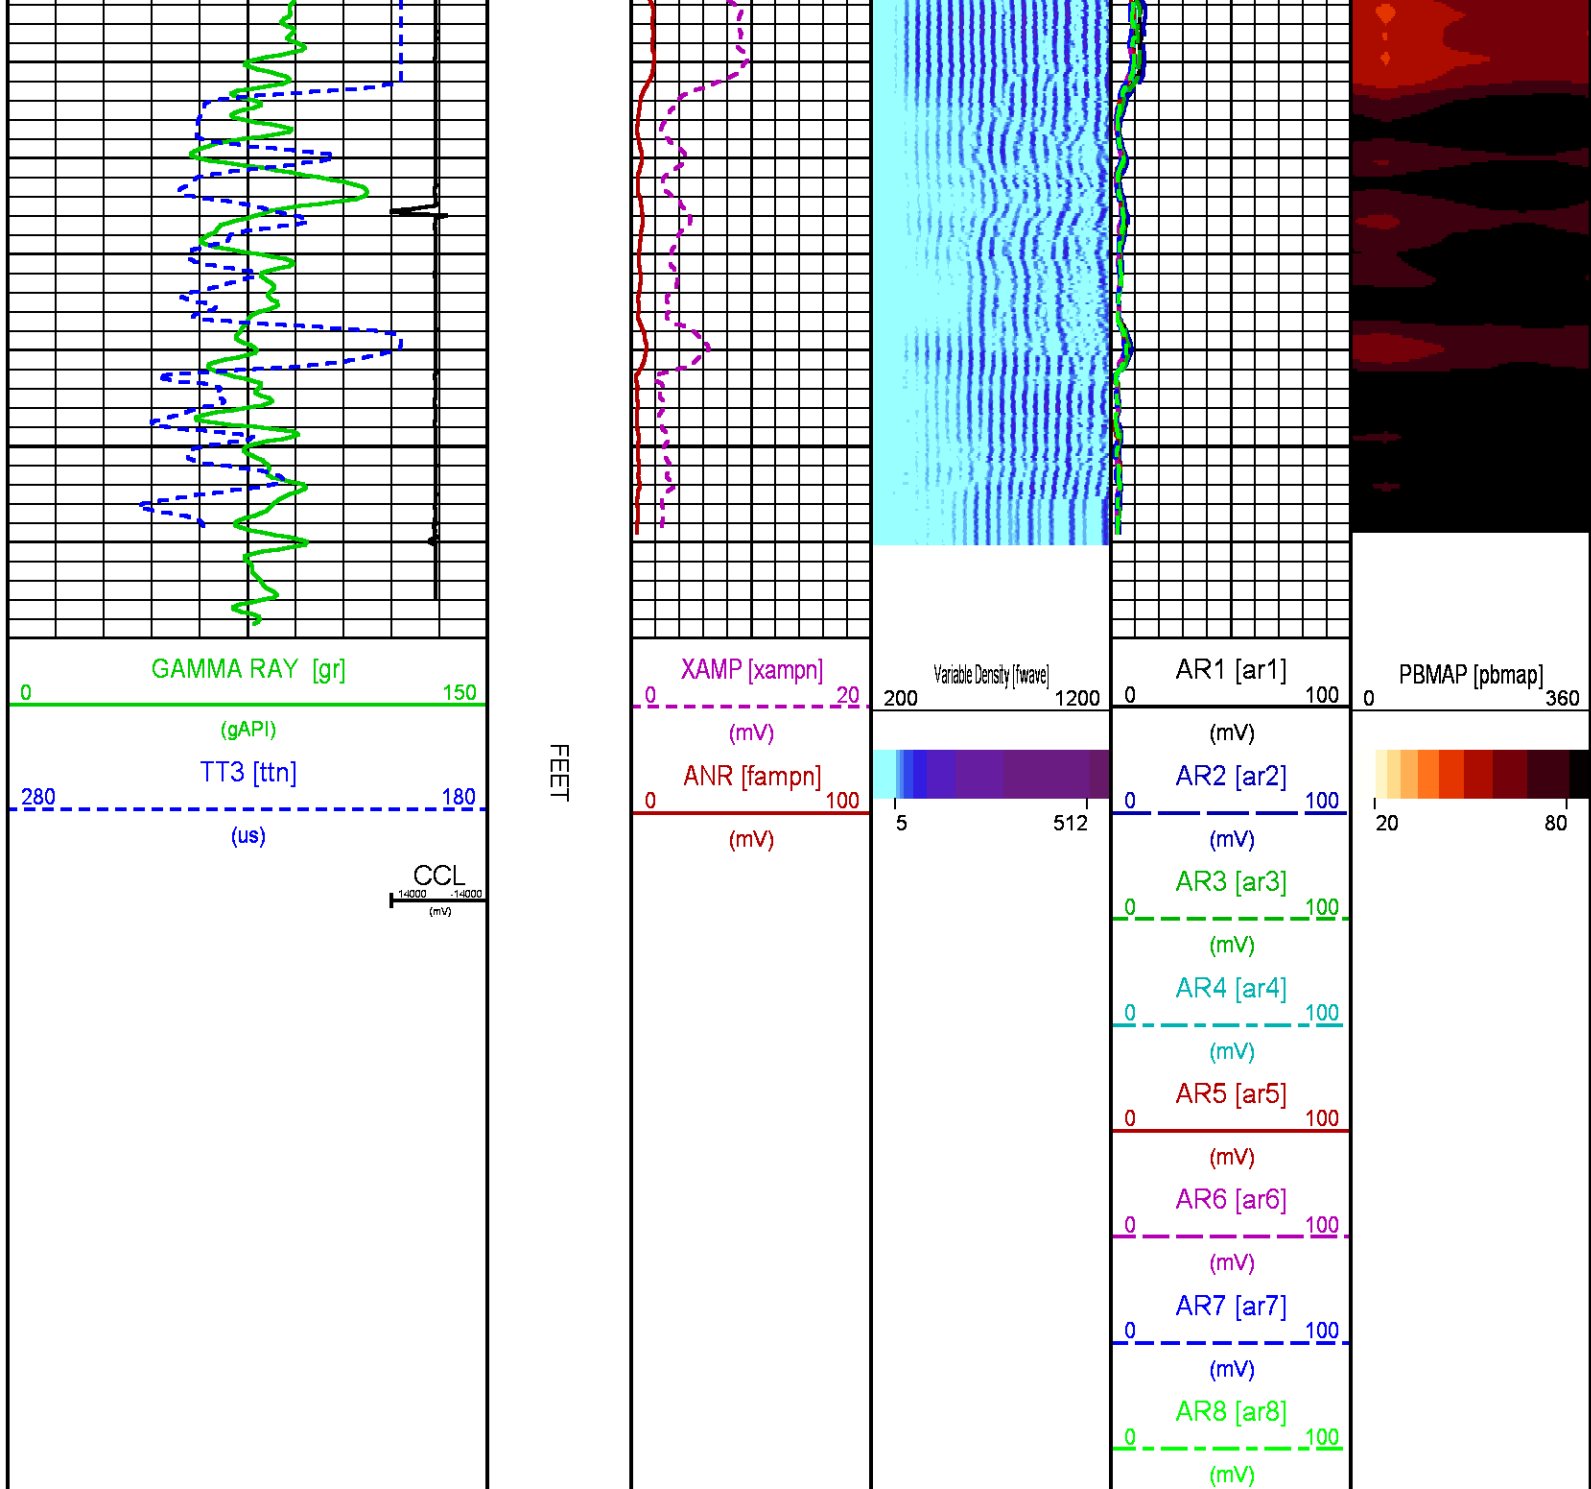 GAMMA RAY [gr]
0 150
(gAPI)
TT3 [ttn]
280 180
(us)
CCL
14000 -14000
(mV)
FEET
XAMP [xampn]
0 20
(mV)
ANR [fampn]
0 100
(mV)
Variable Density [fwave]
200 1200
5 512
AR1 [ar1]
0 100
(mV)
AR2 [ar2]
0 100
(mV)
AR3 [ar3]
0 100
(mV)
AR4 [ar4]
0 100
(mV)
AR5 [ar5]
0 100
(mV)
AR6 [ar6]
0 100
(mV)
AR7 [ar7]
0 100
(mV)
AR8 [ar8]
0 100
(mV)
PBMAP [pbmap]
0 360
20 80